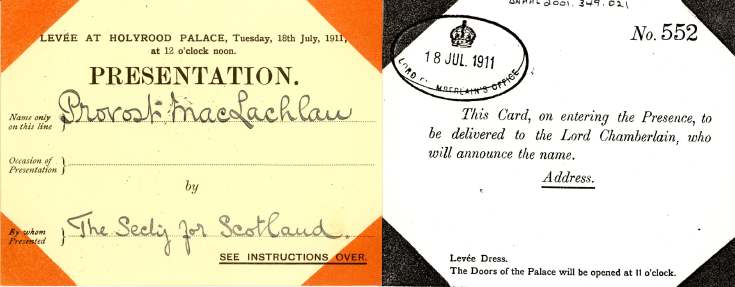 LEVÉE AT HOLYROOD PALACE, Tuesday, 18th July, 1911,
at 12 o'clock noon.
PRESENTATION.
Name only
on this line } Provost MacLachlan
Occasion of
Presentation }
by
By whom
Presented } The Secty for Scotland.
SEE INSTRUCTIONS OVER.
2001.349.021
No. 552
18 JUL. 1911
LORD CHAMBERLAIN'S OFFICE
This Card, on entering the Presence, to
be delivered to the Lord Chamberlain, who
will announce the name.
Address.
Levée Dress.
The Doors of the Palace will be opened at 11 o'clock.